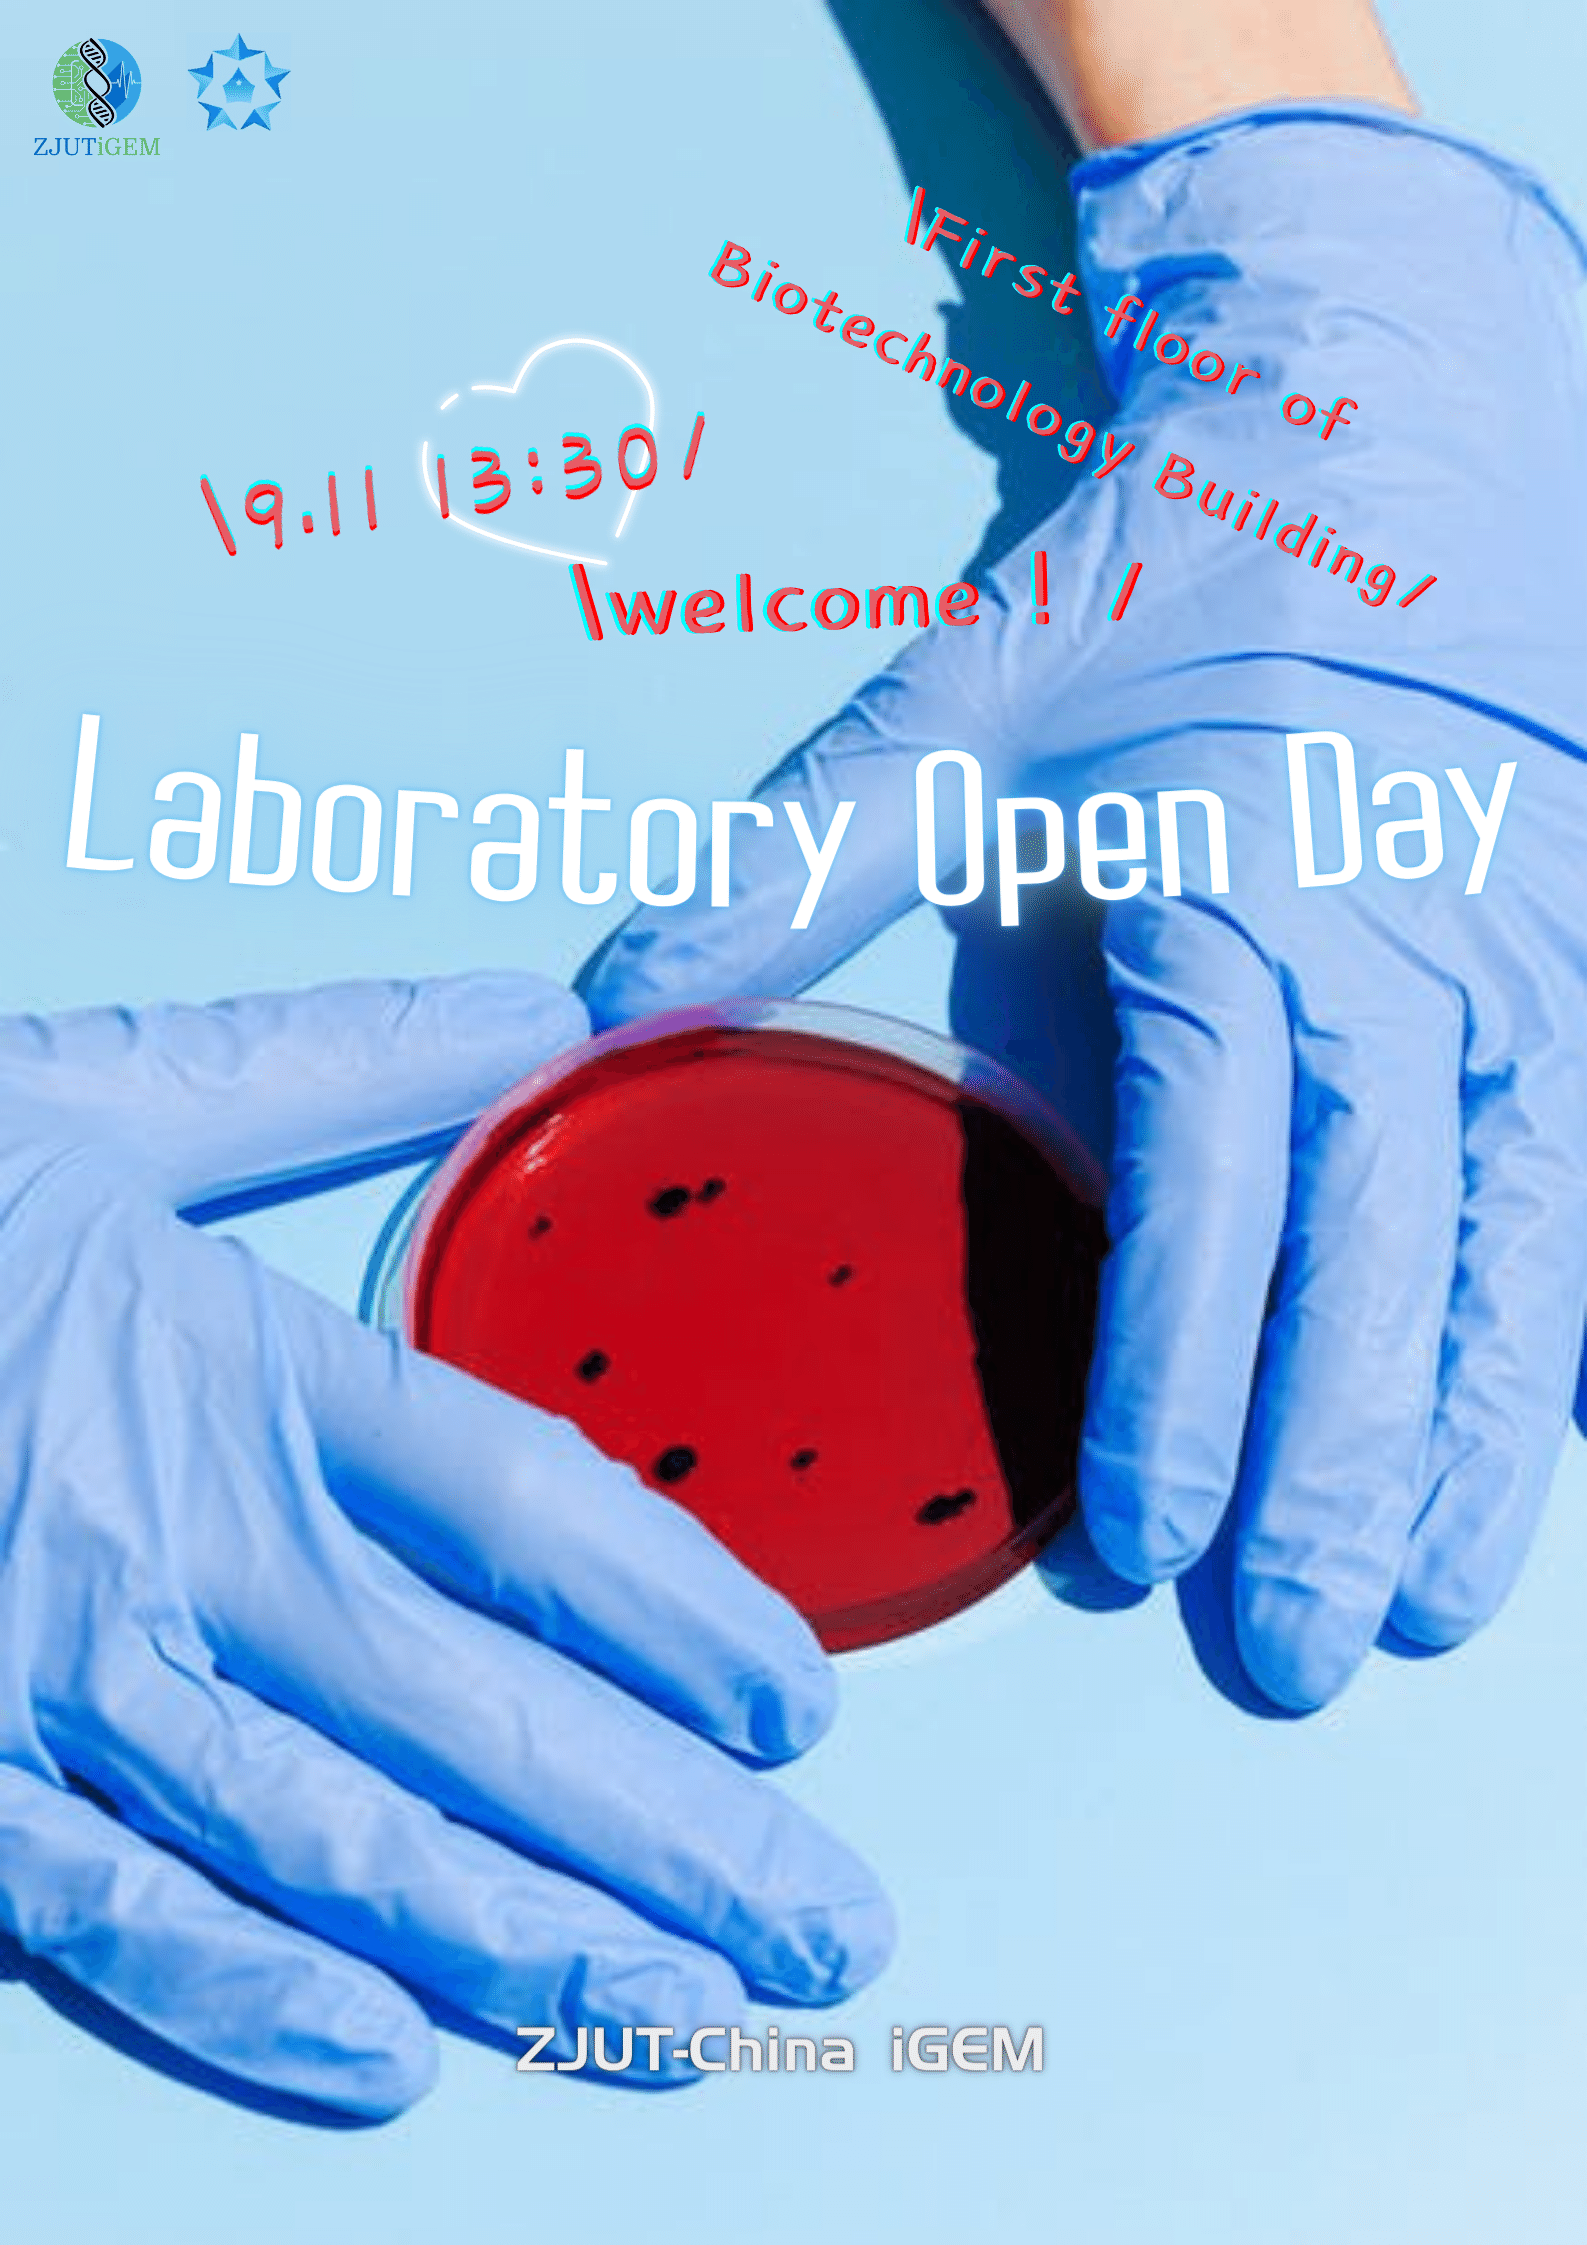 ZJUTiGEM
\First floor of
Biotechnology Building/
\9.11 13:30/
\welcome! /
Laboratory Open Day
ZJUT-China iGEM